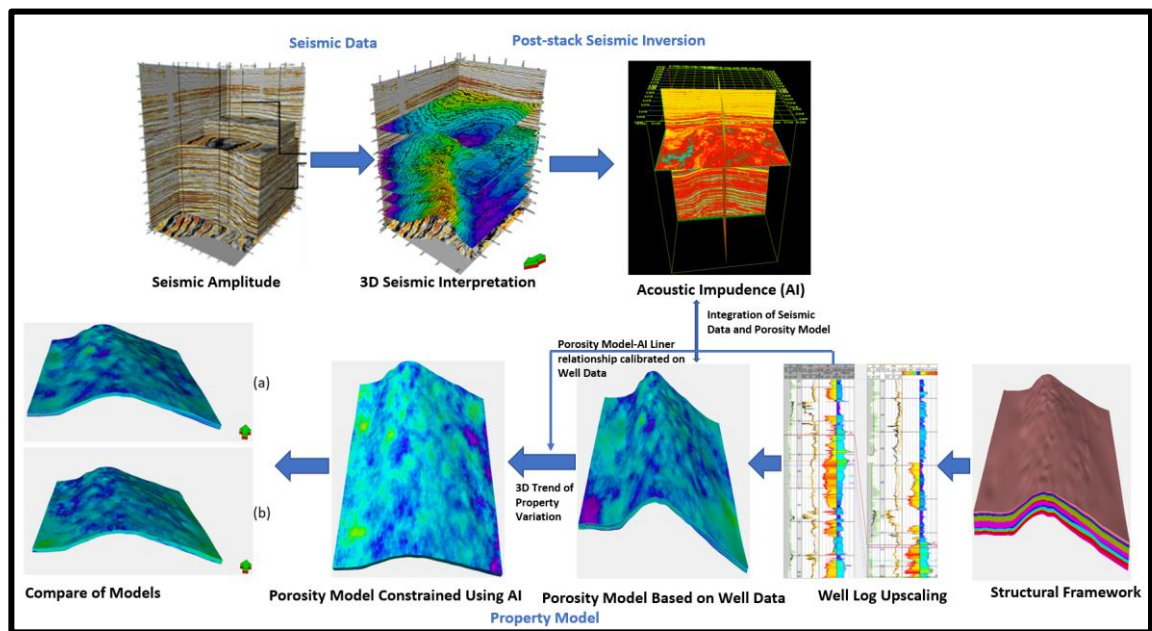 Seismic Data
Post-stack Seismic Inversion
Seismic Amplitude
3D Seismic Interpretation
Acoustic Impudence (AI)
Integration of Seismic
Data and Porosity Model
Porosity Model-AI Liner
relationship calibrated on
Well Data
(a)
(b)
3D Trend of
Property
Variation
Compare of Models
Porosity Model Constrained Using AI
Porosity Model Based on Well Data
Well Log Upscaling
Structural Framework
Property Model